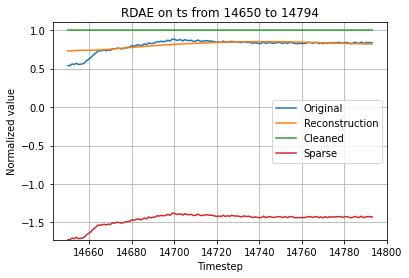 RDAE on ts from 14650 to 14794
Normalized value
1.0
0.5
0.0
−0.5
−1.0
−1.5
Original
Reconstruction
Cleaned
Sparse
14660 14680 14700 14720 14740 14760 14780 14800
Timestep